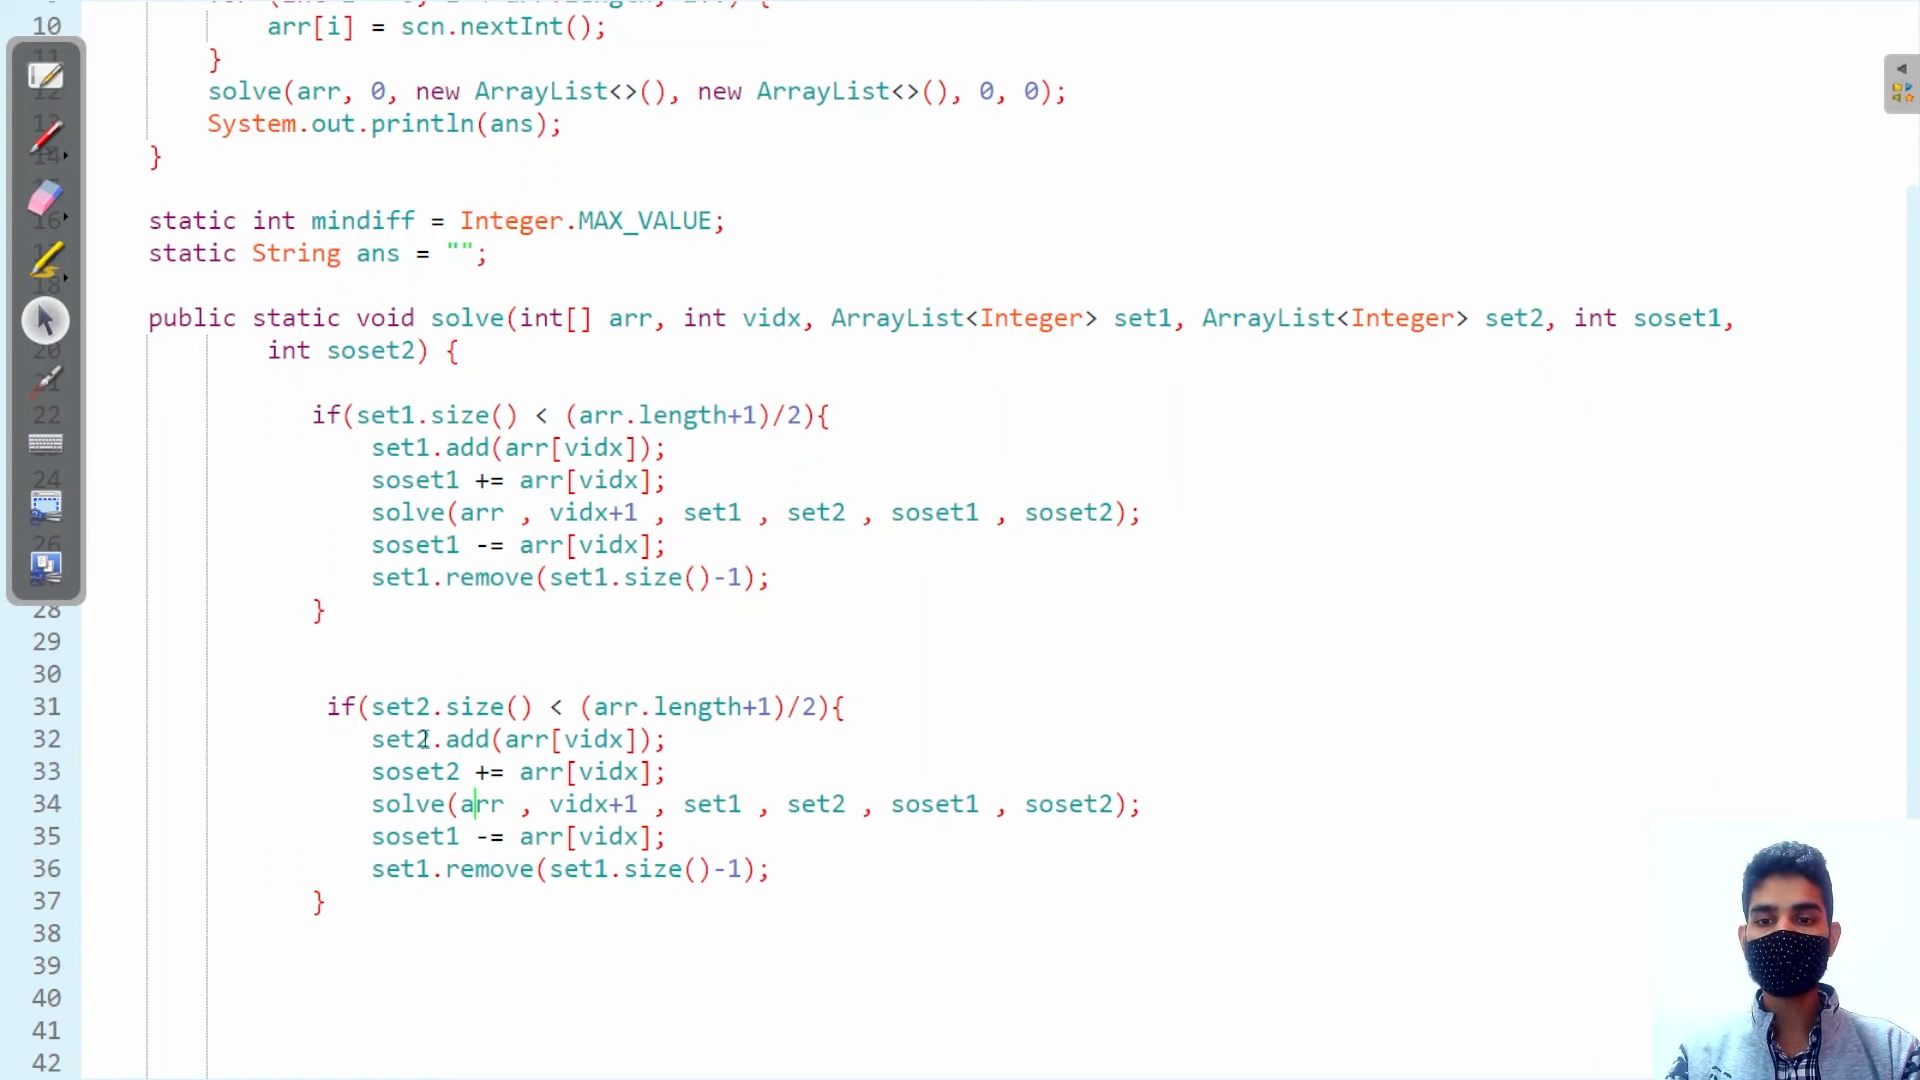 10
arr[i] = scn.nextInt();
}
solve(arr, 0, new ArrayList<>(), new ArrayList<>(), 0, 0);
System.out.println(ans);
}
static int mindiff = Integer.MAX_VALUE;
static String ans = "";
public static void solve(int[] arr, int vidx, ArrayList<Integer> set1, ArrayList<Integer> set2, int soset1,
int soset2) {
22 if(set1.size() < (arr.length+1)/2){
set1.add(arr[vidx]);
24 soset1 += arr[vidx];
solve(arr , vidx+1 , set1 , set2 , soset1 , soset2);
26 soset1 -= arr[vidx];
set1.remove(set1.size()-1);
28 }
29
30
31 if(set2.size() < (arr.length+1)/2){
32 set2.add(arr[vidx]);
33 soset2 += arr[vidx];
34 solve(arr , vidx+1 , set1 , set2 , soset1 , soset2);
35 soset1 -= arr[vidx];
36 set1.remove(set1.size()-1);
37 }
38
39
40
41
42